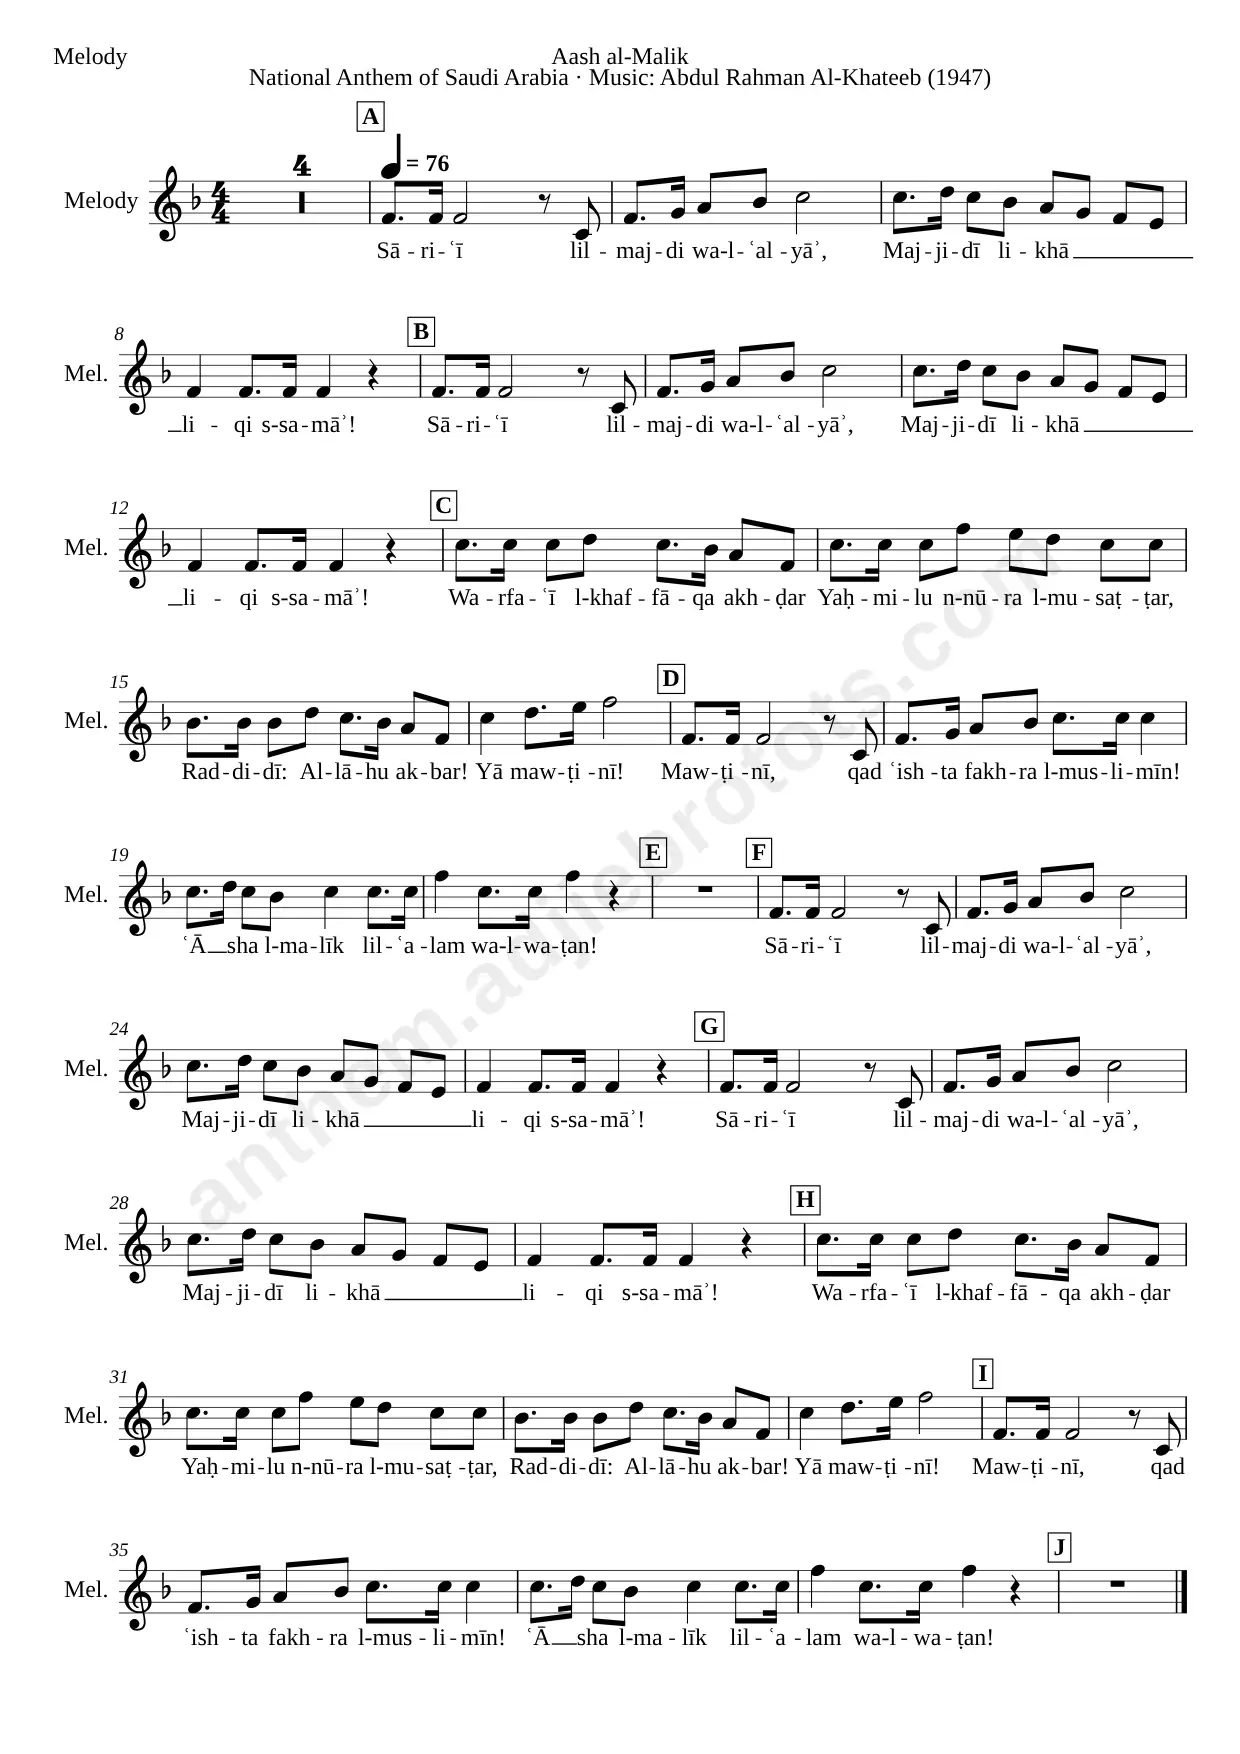 Melody
Aash al-Malik
National Anthem of Saudi Arabia · Music: Abdul Rahman Al-Khateeb (1947)
A
4
= 76
Melody
Sā - ri - ʿī lil - maj - di wa-l - ʿal - yāʾ, Maj - ji - dī li - khā
8
B
Mel.
li - qi s-sa - māʾ! Sā - ri - ʿī lil - maj - di wa-l - ʿal - yāʾ, Maj - ji - dī li - khā
12
C
Mel.
li - qi s-sa - māʾ! Wa - rfa - ʿī l-khaf - fā - qa akh - ḍar Yaḥ - mi - lu n-nū - ra l-mu - saṭ - ṭar,
15
D
Mel.
Rad - di - dī: Al - lā - hu ak - bar! Yā maw - ṭi - nī! Maw - ṭi - nī, qad ʿish - ta fakh - ra l-mus - li - mīn!
19
E
F
Mel.
ʿĀ sha l-ma - līk lil - ʿa - lam wa-l - wa - ṭan! Sā - ri - ʿī lil - maj - di wa-l - ʿal - yāʾ,
24
G
Mel.
Maj - ji - dī li - khā li - qi s-sa - māʾ! Sā - ri - ʿī lil - maj - di wa-l - ʿal - yāʾ,
28
H
Mel.
Maj - ji - dī li - khā li - qi s-sa - māʾ! Wa - rfa - ʿī l-khaf - fā - qa akh - ḍar
31
I
Mel.
Yaḥ - mi - lu n-nū - ra l-mu - saṭ - ṭar, Rad - di - dī: Al - lā - hu ak - bar! Yā maw - ṭi - nī! Maw - ṭi - nī, qad
35
J
Mel.
ʿish - ta fakh - ra l-mus - li - mīn! ʿĀ sha l-ma - līk lil - ʿa - lam wa-l - wa - ṭan!
anthem.adjiebrotots.com